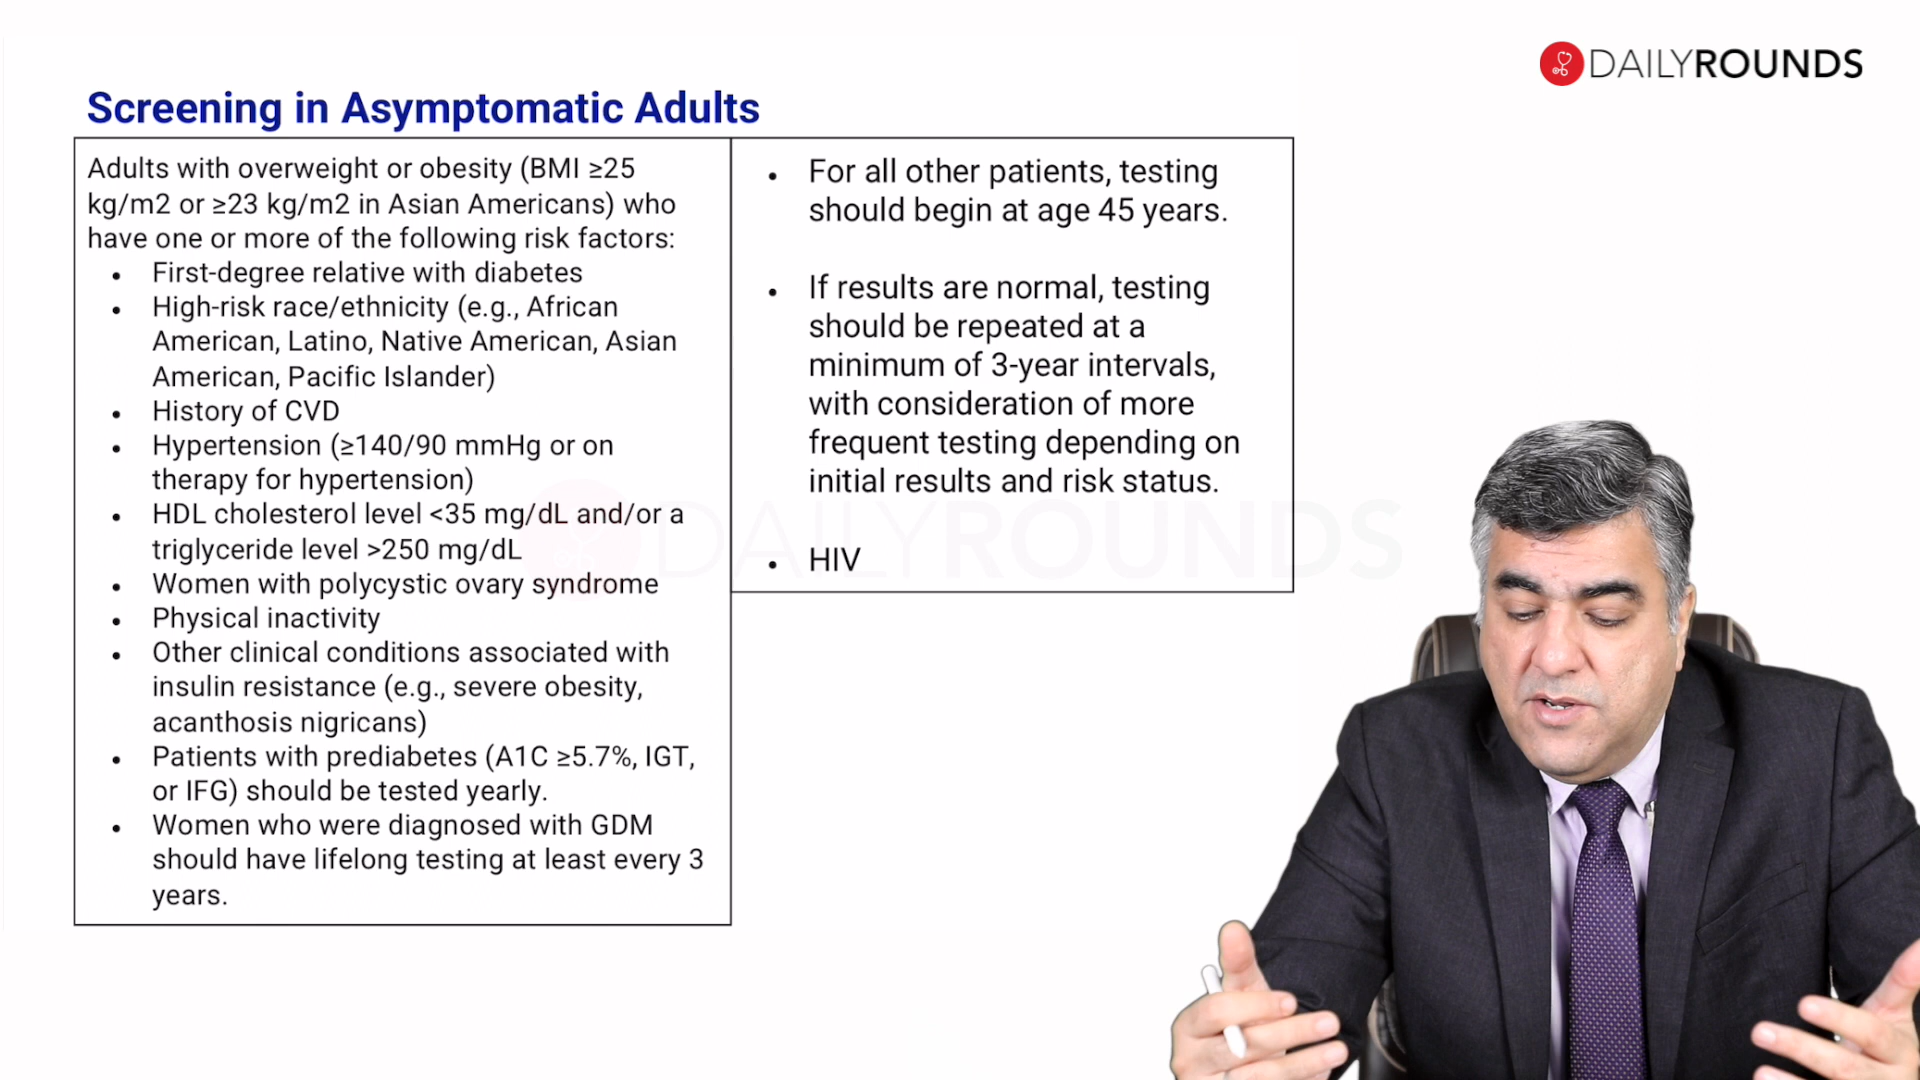 DAILYROUNDS
Screening in Asymptomatic Adults
Adults with overweight or obesity (BMI ≥25
kg/m2 or ≥23 kg/m2 in Asian Americans) who
have one or more of the following risk factors:
• First-degree relative with diabetes
• High-risk race/ethnicity (e.g., African
American, Latino, Native American, Asian
American, Pacific Islander)
• History of CVD
• Hypertension (≥140/90 mmHg or on
therapy for hypertension)
• HDL cholesterol level <35 mg/dL and/or a
triglyceride level >250 mg/dL
• Women with polycystic ovary syndrome
• Physical inactivity
• Other clinical conditions associated with
insulin resistance (e.g., severe obesity,
acanthosis nigricans)
• Patients with prediabetes (A1C ≥5.7%, IGT,
or IFG) should be tested yearly.
• Women who were diagnosed with GDM
should have lifelong testing at least every 3
years.
• For all other patients, testing
should begin at age 45 years.
• If results are normal, testing
should be repeated at a
minimum of 3-year intervals,
with consideration of more
frequent testing depending on
initial results and risk status.
• HIV
DAILYROUNDS